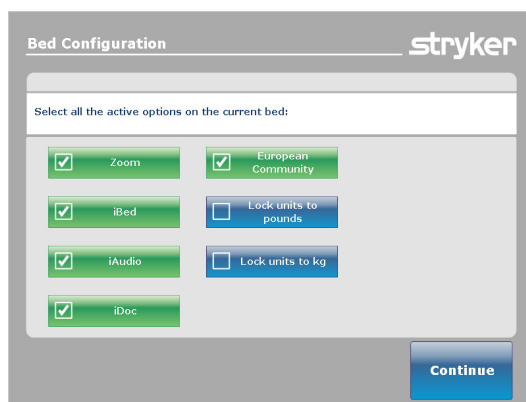 Bed Configuration
stryker
Select all the active options on the current bed:
Zoom
European
Community
iBed
Lock units to
pounds
iAudio
Lock units to kg
iDoc
Continue